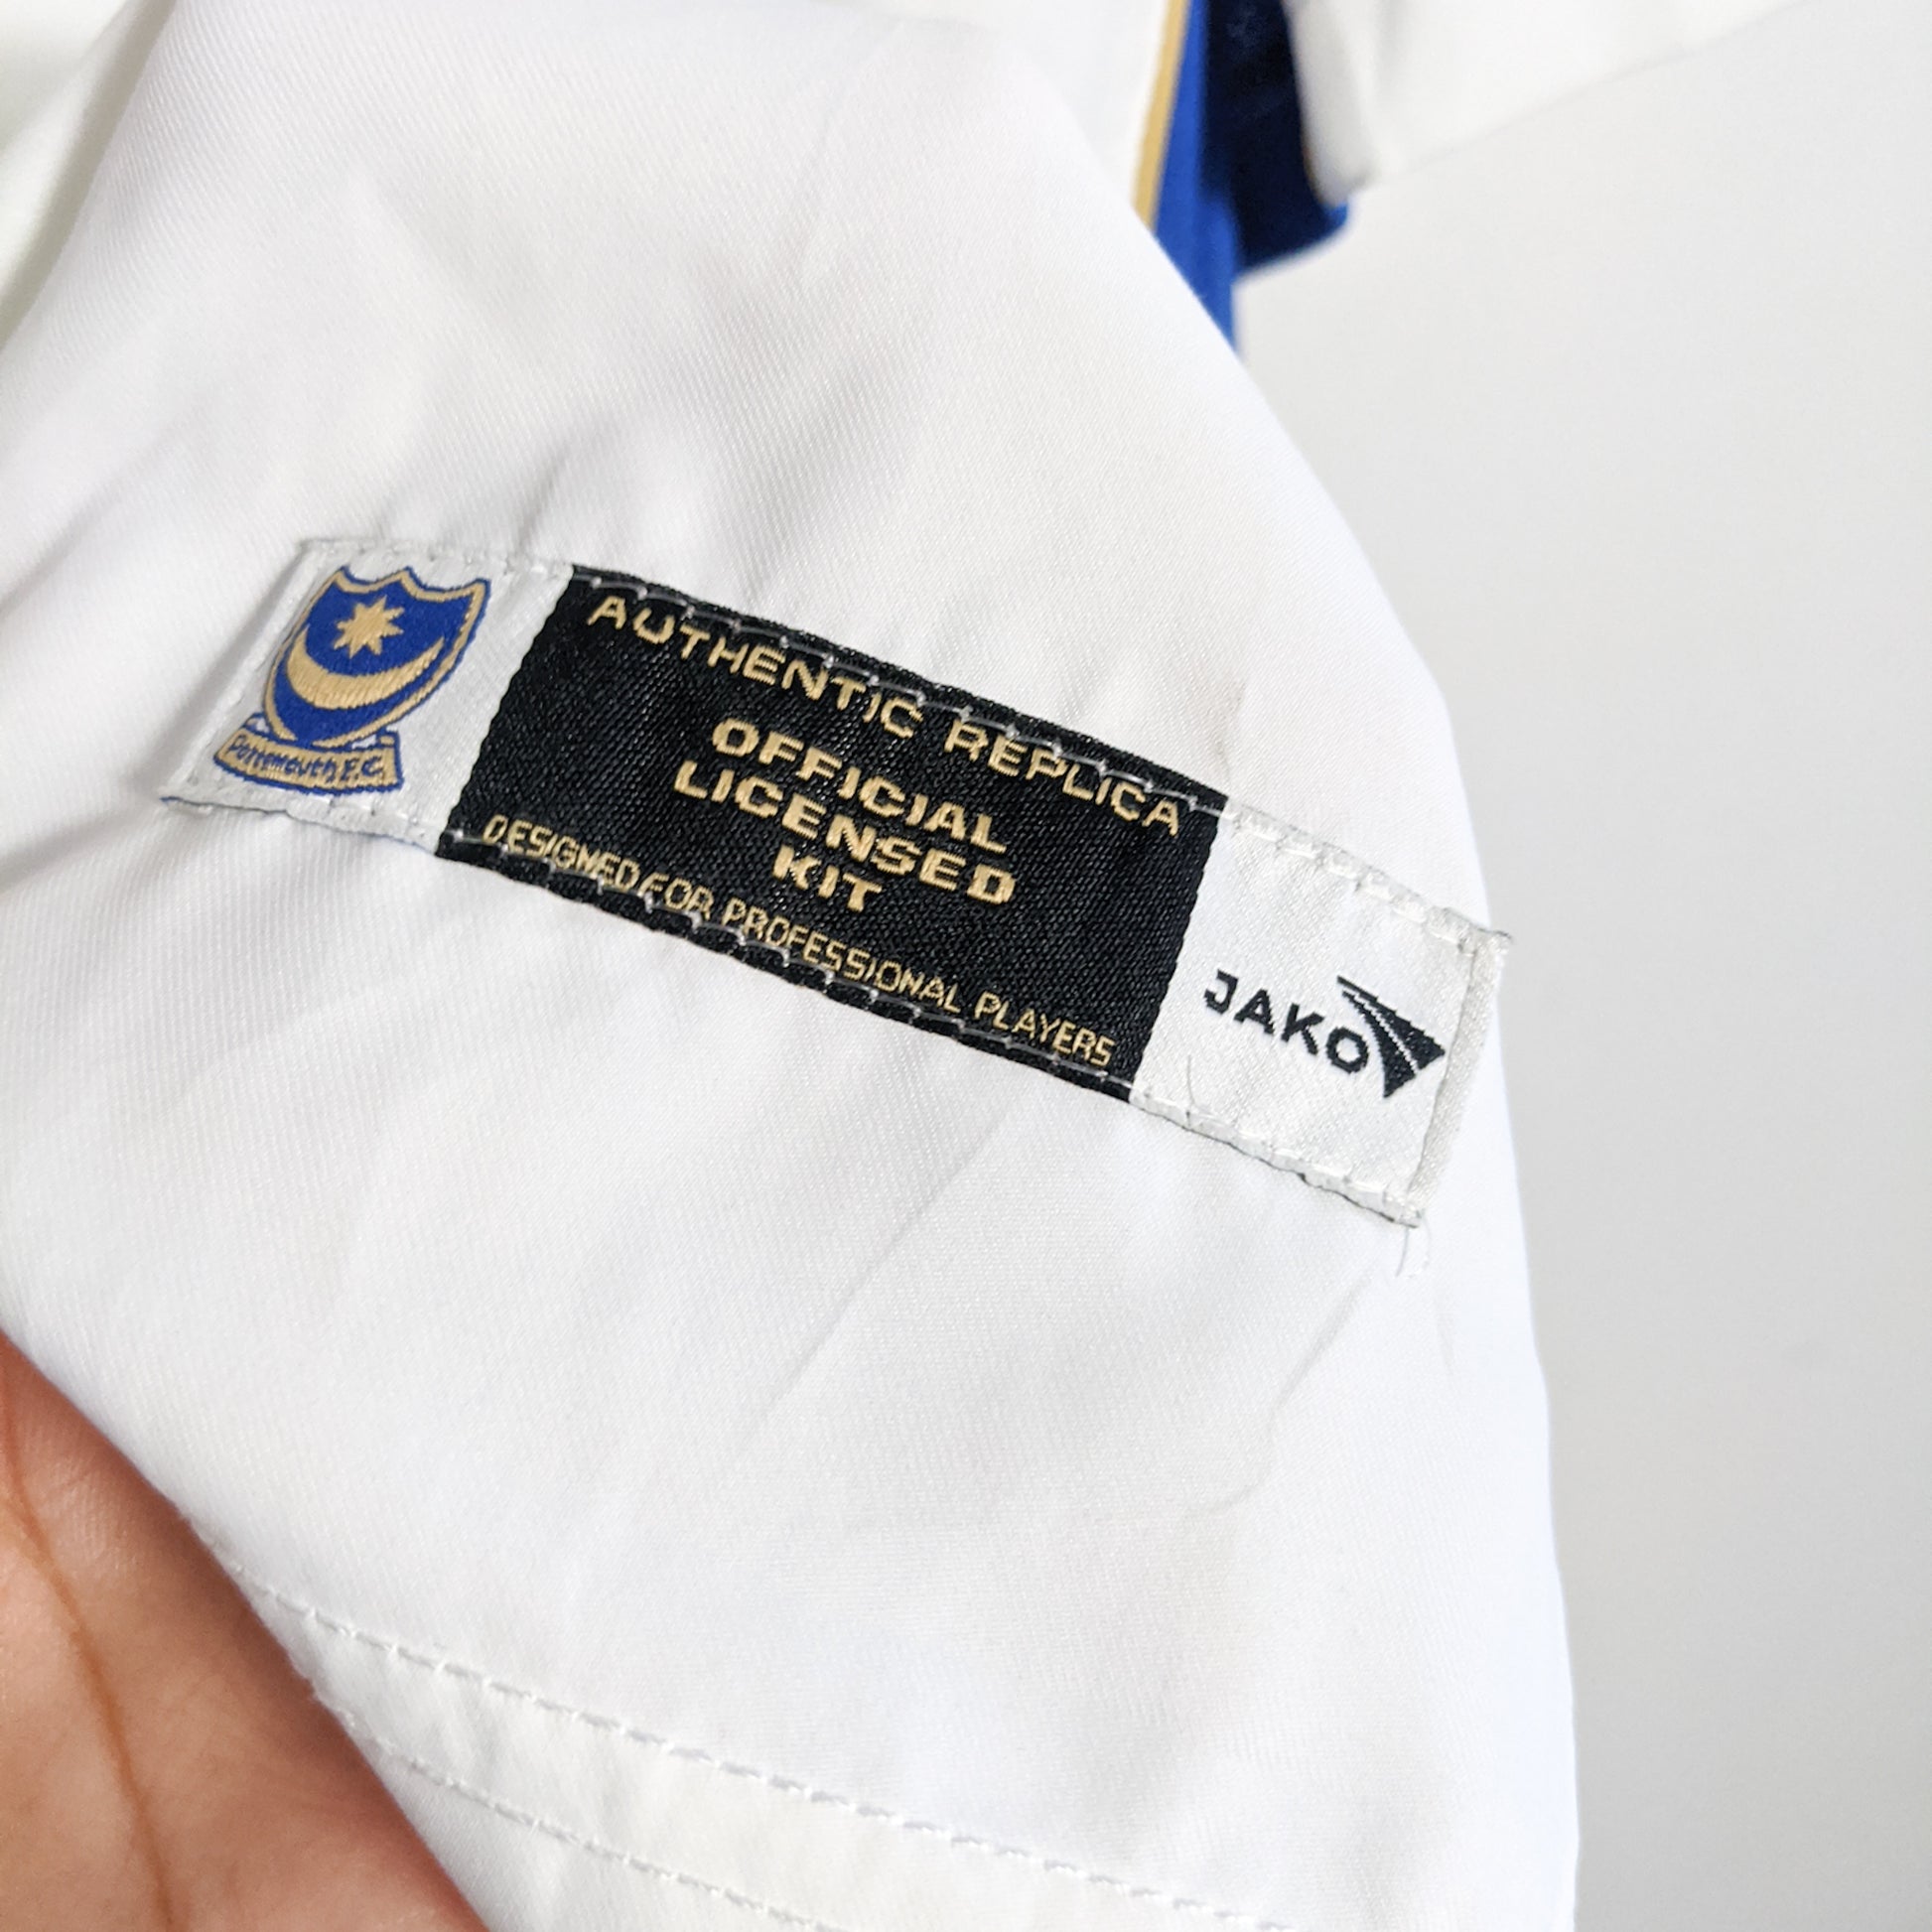 Portsmouth F.C.
AUTHENTIC REPLICA
OFFICIAL
LICENSED
KIT
DESIGNED FOR PROFESSIONAL PLAYERS
JAKO